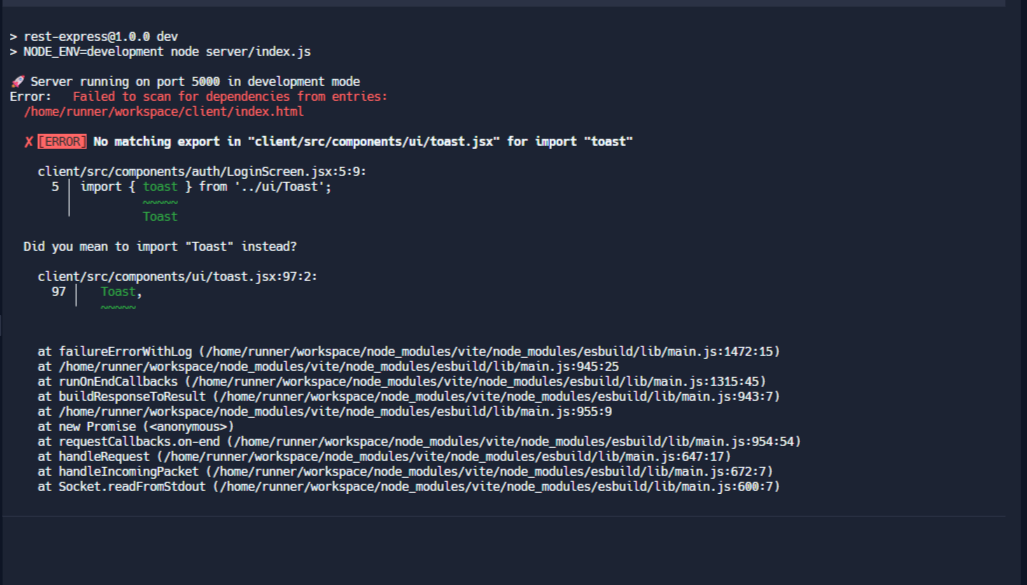 > rest-express@1.0.0 dev
> NODE_ENV=development node server/index.js
🚀 Server running on port 5000 in development mode
Error:   Failed to scan for dependencies from entries:
  /home/runner/workspace/client/index.html
  ✗ [ERROR] No matching export in "client/src/components/ui/toast.jsx" for import "toast"
    client/src/components/auth/LoginScreen.jsx:5:9:
      5 │ import { toast } from '../ui/Toast';
        │          ~~~~~
        │          Toast
  Did you mean to import "Toast" instead?
    client/src/components/ui/toast.jsx:97:2:
      97 │   Toast,
         │   ~~~~~
    at failureErrorWithLog (/home/runner/workspace/node_modules/vite/node_modules/esbuild/lib/main.js:1472:15)
    at /home/runner/workspace/node_modules/vite/node_modules/esbuild/lib/main.js:945:25
    at runOnEndCallbacks (/home/runner/workspace/node_modules/vite/node_modules/esbuild/lib/main.js:1315:45)
    at buildResponseToResult (/home/runner/workspace/node_modules/vite/node_modules/esbuild/lib/main.js:943:7)
    at /home/runner/workspace/node_modules/vite/node_modules/esbuild/lib/main.js:955:9
    at new Promise (<anonymous>)
    at requestCallbacks.on-end (/home/runner/workspace/node_modules/vite/node_modules/esbuild/lib/main.js:954:54)
    at handleRequest (/home/runner/workspace/node_modules/vite/node_modules/esbuild/lib/main.js:647:17)
    at handleIncomingPacket (/home/runner/workspace/node_modules/vite/node_modules/esbuild/lib/main.js:672:7)
    at Socket.readFromStdout (/home/runner/workspace/node_modules/vite/node_modules/esbuild/lib/main.js:600:7)